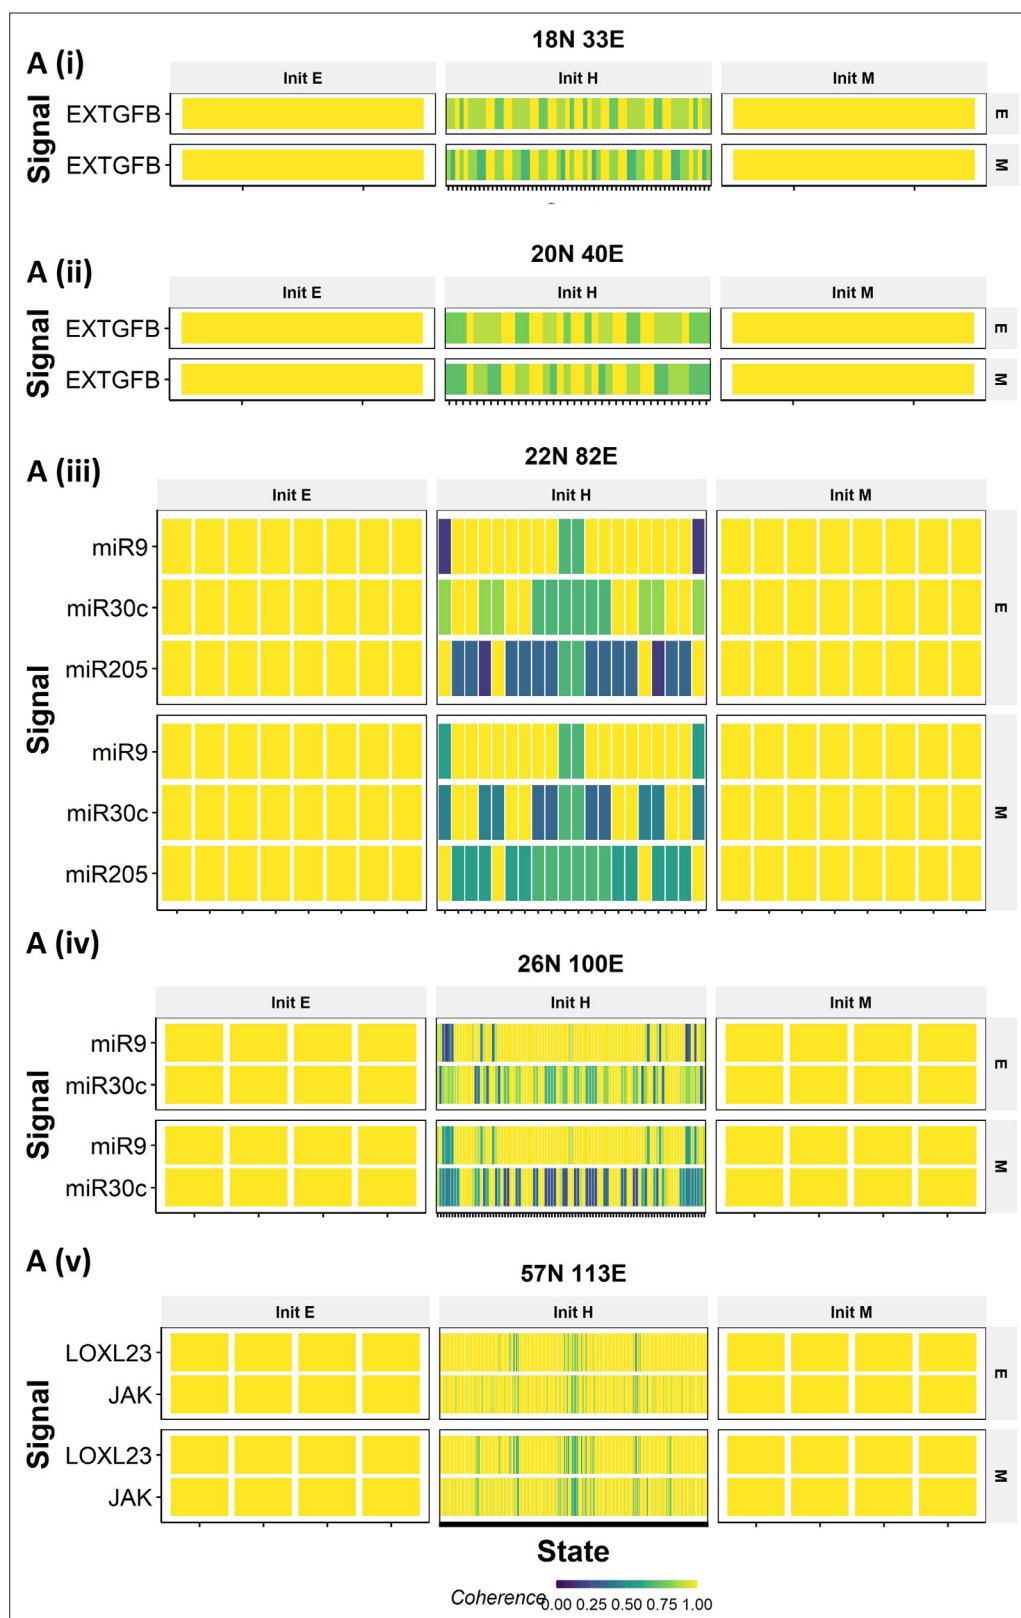 A (i)
18N 33E
Init E
Init H
Init M
Signal
EXTGFB
E
EXTGFB
M
A (ii)
20N 40E
Init E
Init H
Init M
Signal
EXTGFB
E
EXTGFB
M
A (iii)
22N 82E
Init E
Init H
Init M
Signal
miR9
miR30c
miR205
E
miR9
miR30c
miR205
M
A (iv)
26N 100E
Init E
Init H
Init M
Signal
miR9
miR30c
E
miR9
miR30c
M
A (v)
57N 113E
Init E
Init H
Init M
Signal
LOXL23
JAK
E
LOXL23
JAK
M
State
Coherence
0.00 0.25 0.50 0.75 1.00